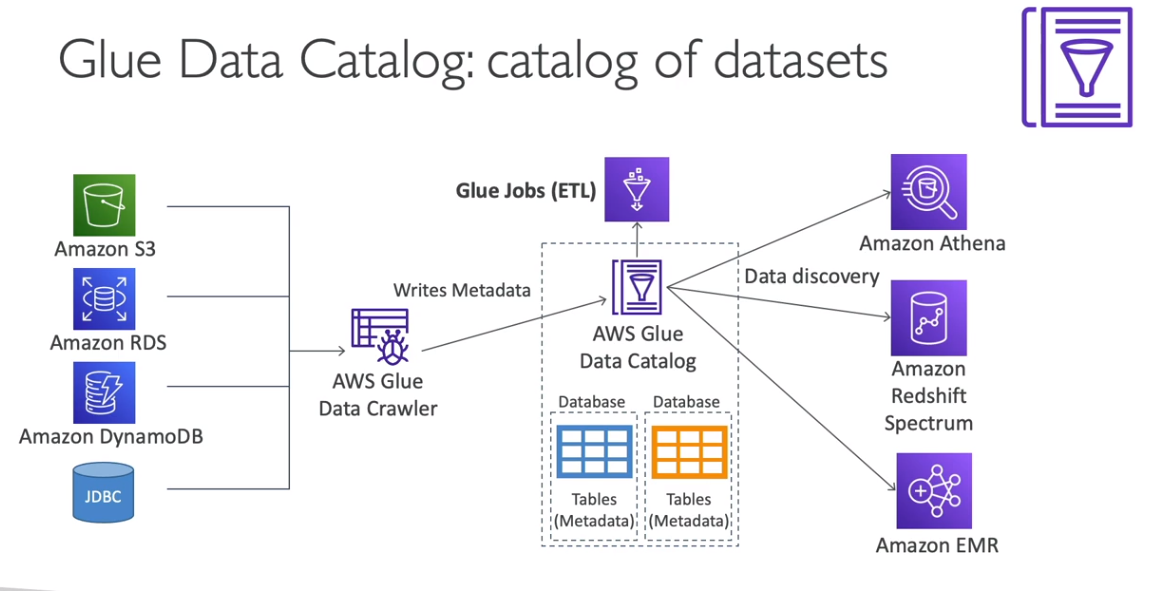 Glue Data Catalog: catalog of datasets
Amazon S3
Amazon RDS
Amazon DynamoDB
JDBC
AWS Glue
Data Crawler
Writes Metadata
Glue Jobs (ETL)
AWS Glue
Data Catalog
Database
Tables
(Metadata)
Database
Tables
(Metadata)
Data discovery
Amazon Athena
Amazon
Redshift
Spectrum
Amazon EMR